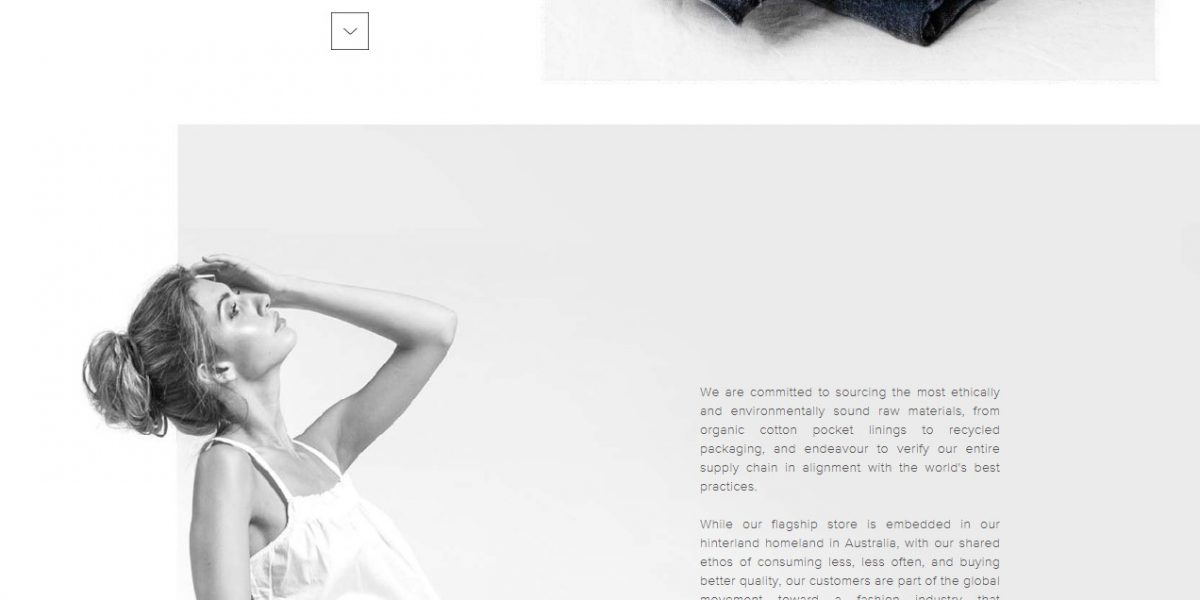 We are committed to sourcing the most ethically
and environmentally sound raw materials, from
organic cotton pocket linings to recycled
packaging, and endeavour to verify our entire
supply chain in alignment with the world's best
practices.
While our flagship store is embedded in our
hinterland homeland in Australia, with our shared
ethos of consuming less, less often, and buying
better quality, our customers are part of the global
movement toward a fashion industry that